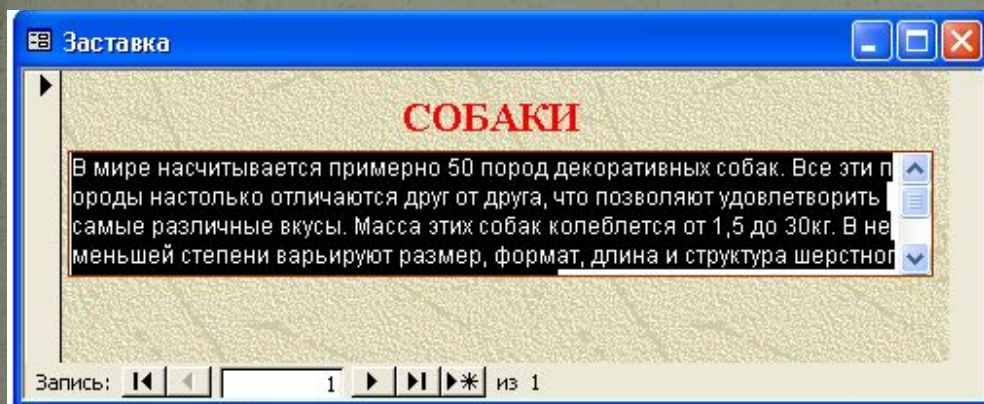 Заставка
СОБАКИ
В мире насчитывается примерно 50 пород декоративных собак. Все эти п
ороды настолько отличаются друг от друга, что позволяют удовлетворить
самые различные вкусы. Масса этих собак колеблется от 1,5 до 30кг. В не
меньшей степени варьируют размер, формат, длина и структура шерстног
Запись: 1 из 1